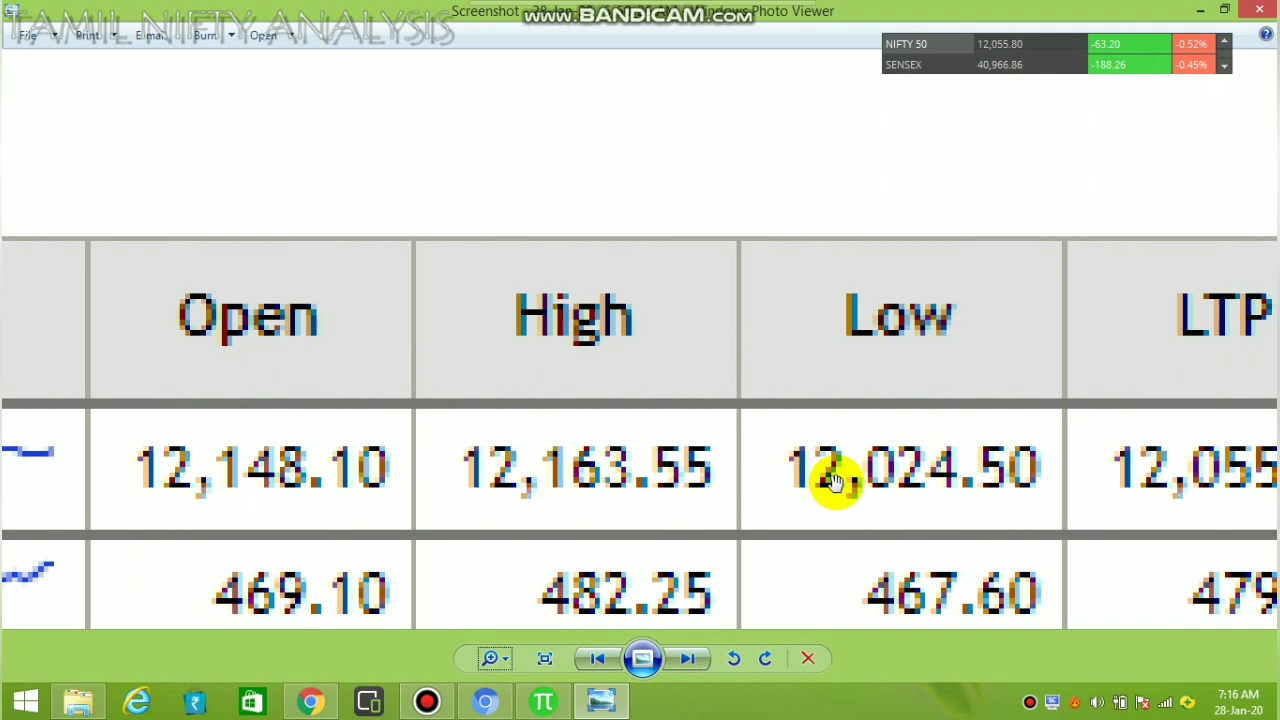 Screenshot - Windows Photo Viewer
www.BANDICAM.com
TAMIL NIFTY ANALYSIS
File Print E-mail Burn Open
NIFTY 50 12,055.80 -63.20 -0.52%
SENSEX 40,966.86 -188.26 -0.45%
Open High Low LTP
12,148.10 12,163.55 12,024.50 12,055
469.10 482.25 467.60 479
7:16 AM
28-Jan-20